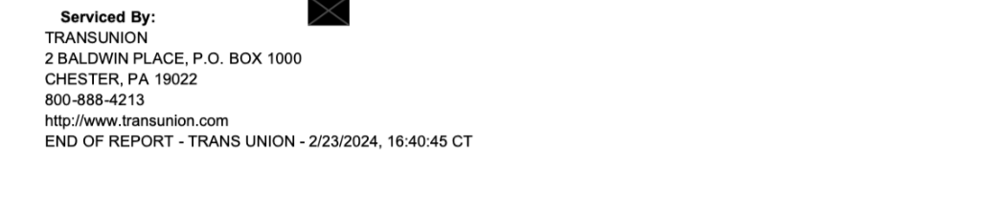 Serviced By:
TRANSUNION
2 BALDWIN PLACE, P.O. BOX 1000
CHESTER, PA 19022
800-888-4213
http://www.transunion.com
END OF REPORT - TRANS UNION - 2/23/2024, 16:40:45 CT